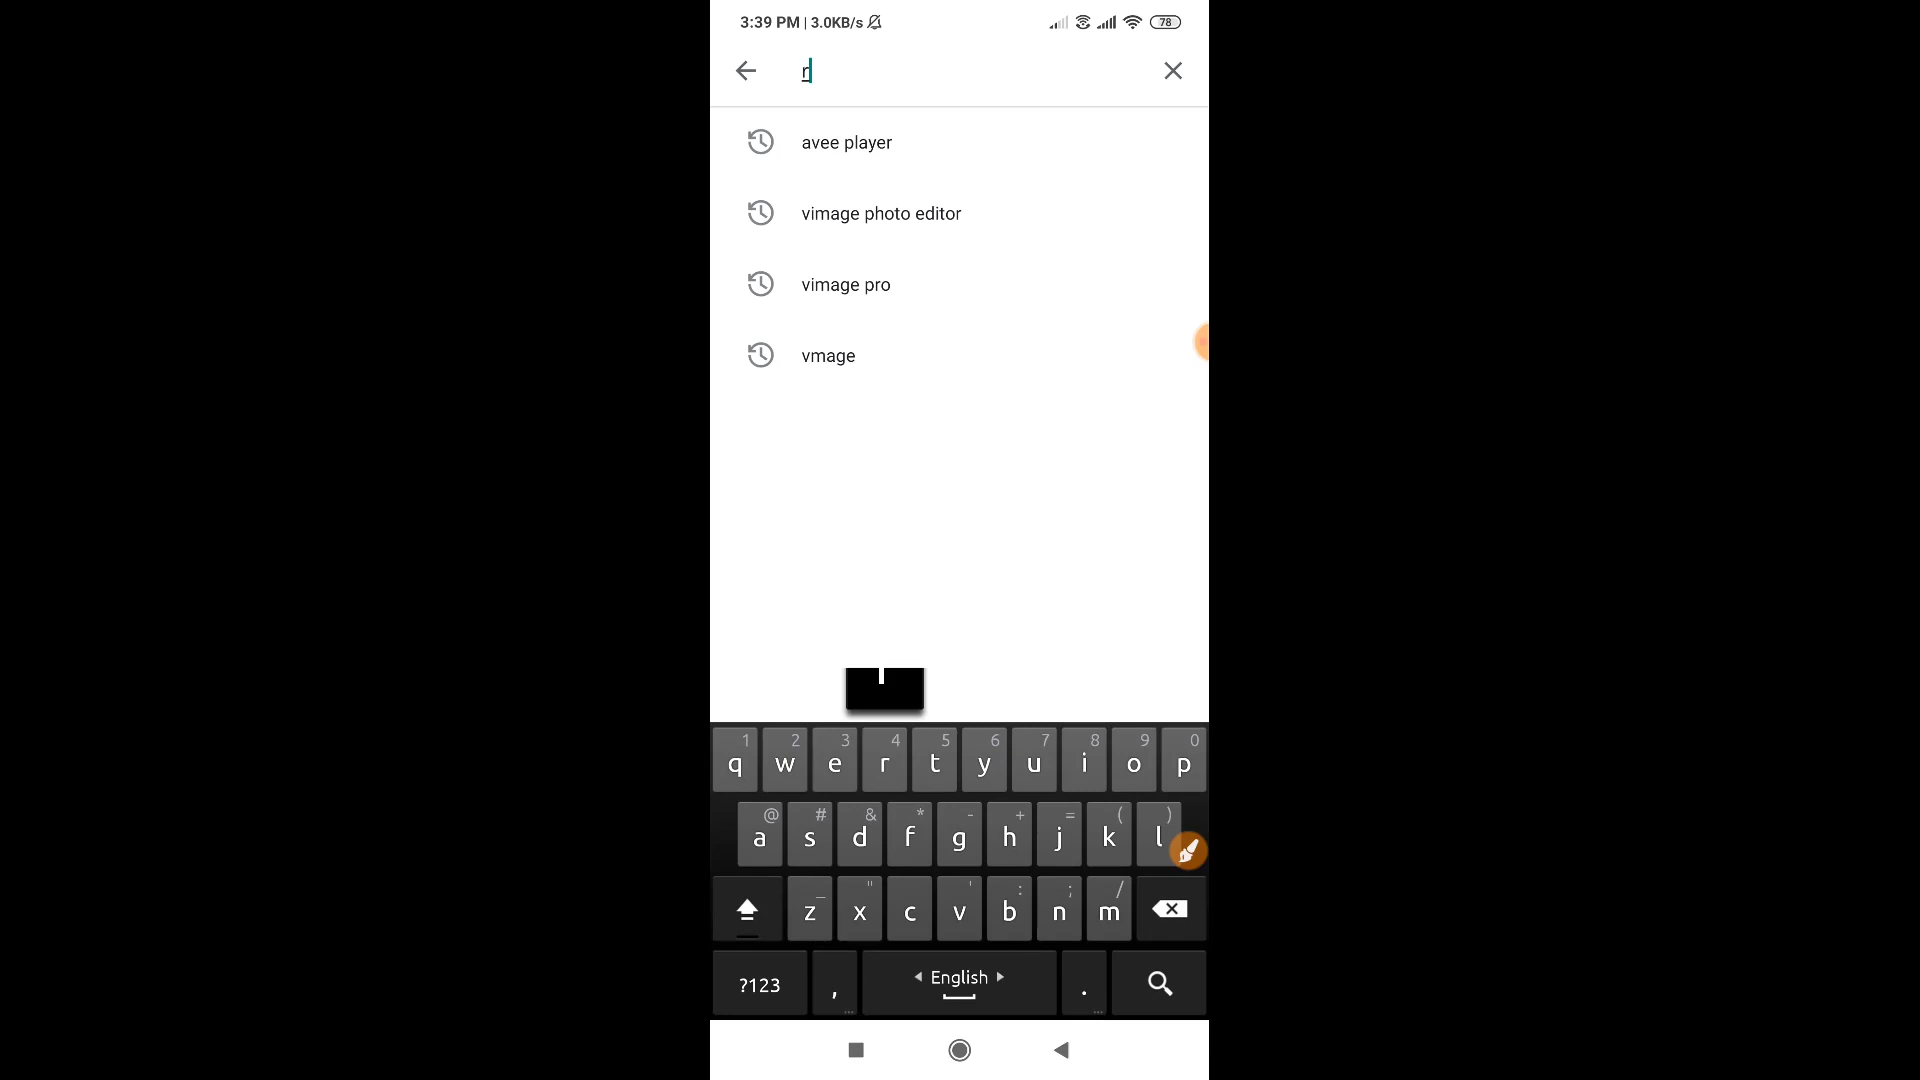 3:39 PM | 3.0KB/s 78
r
avee player
vimage photo editor
vimage pro
vmage
1 2 3 4 5 6 7 8 9 0
q w e r t y u i o p
@ # & * - + = ( )
a s d f g h j k l
_ " ' : ; /
z x c v b n m
?123 , English .